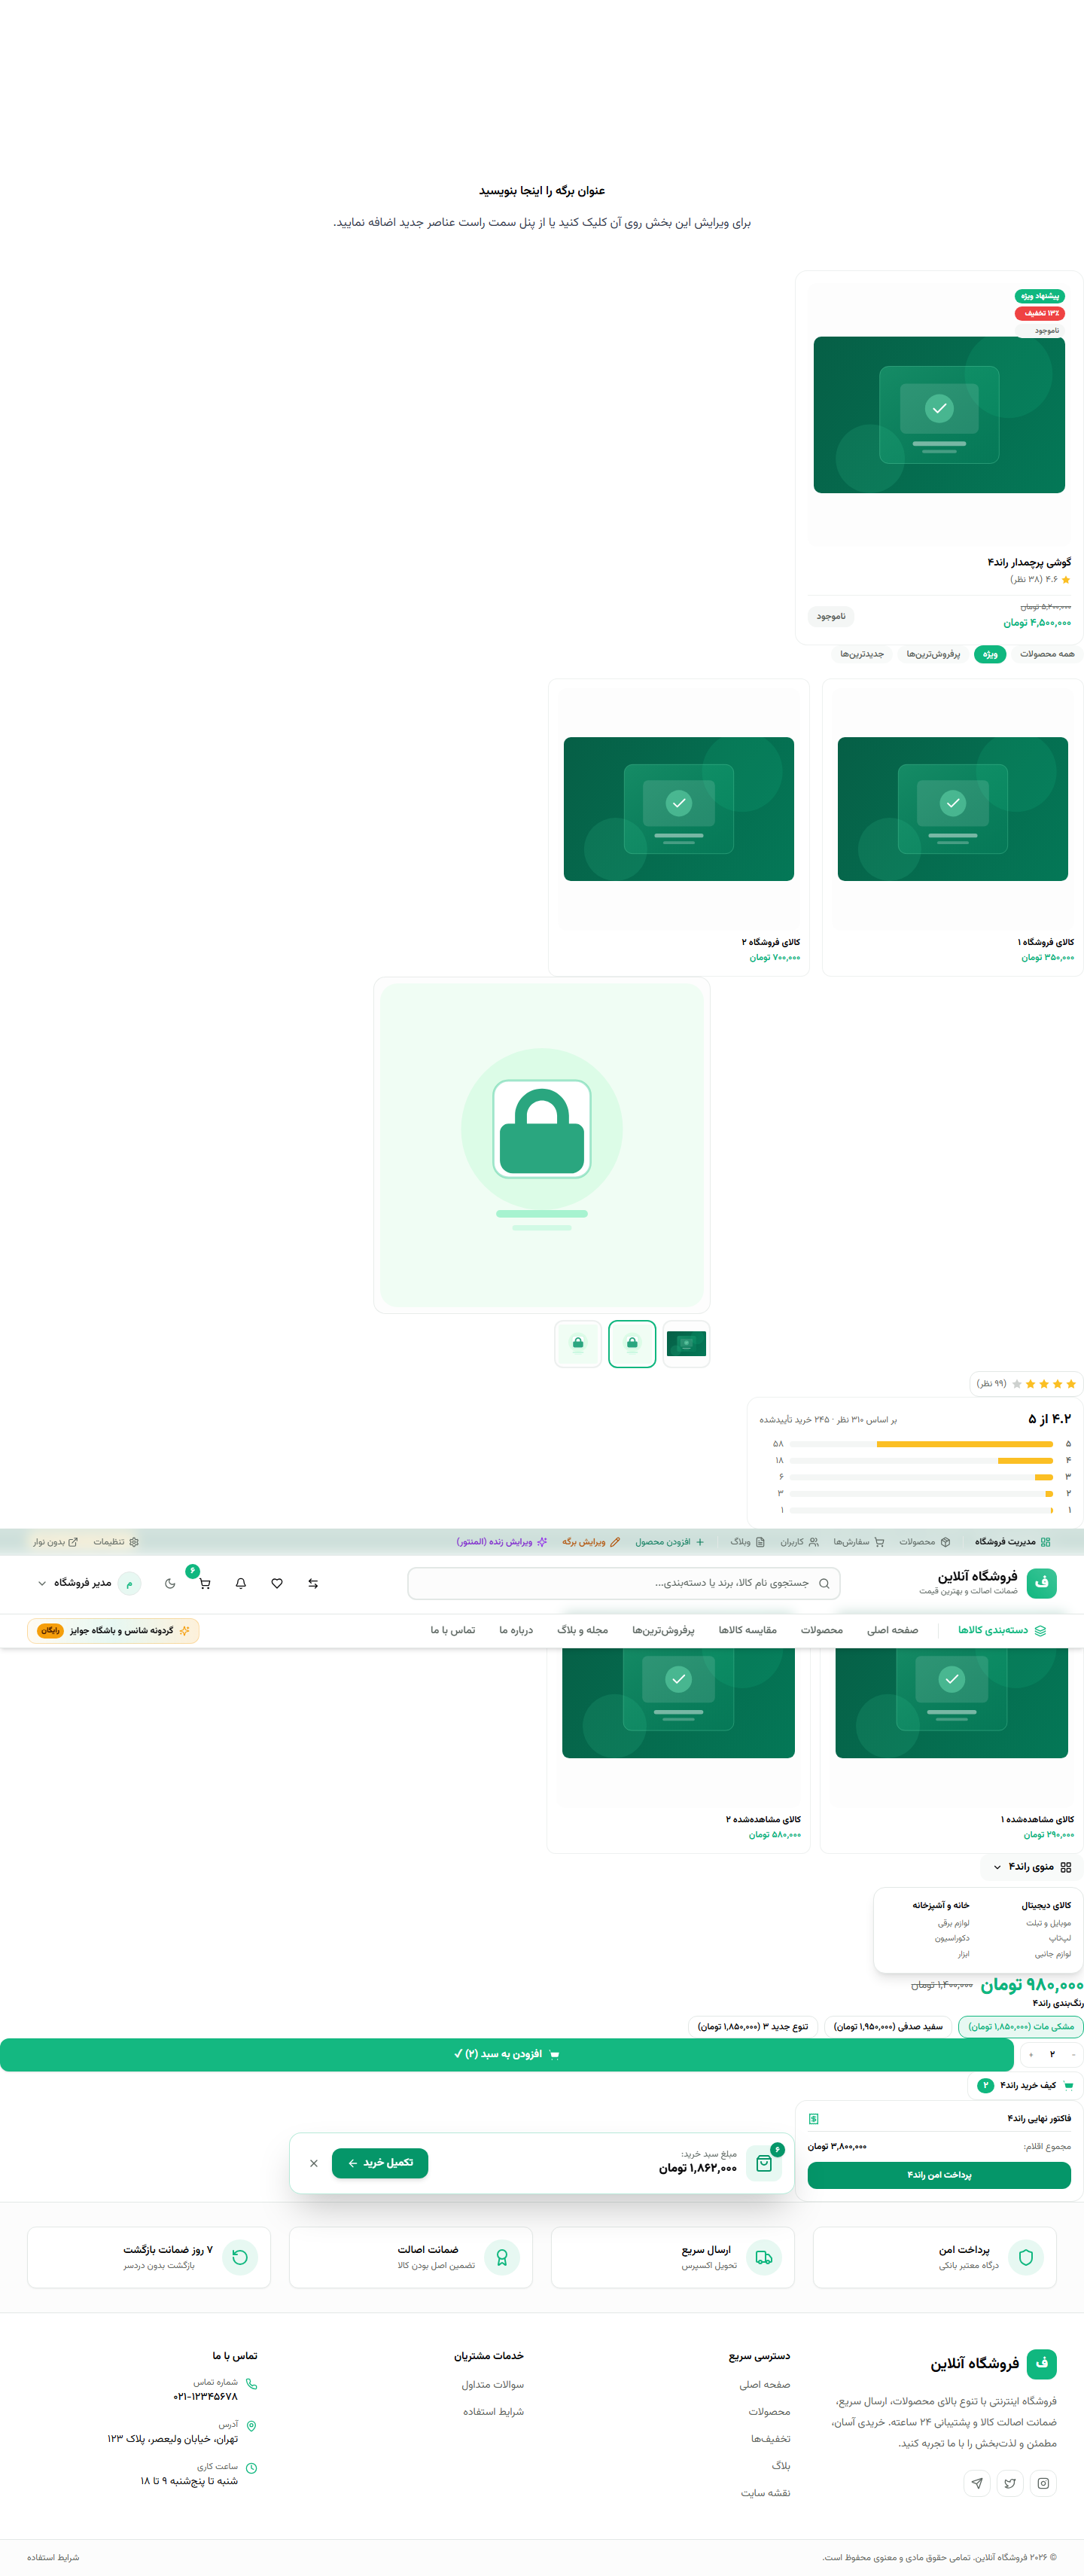 عنوان برگه را اینجا بنویسید
برای ویرایش این بخش روی آن کلیک کنید یا از پنل سمت راست عناصر جدید اضافه نمایید.
پیشنهاد ویژه
۱۳٪ تخفیف
ناموجود
گوشی پرچمدار راند۴
۴.۶ (۳۸ نظر)
۵,۲۰۰,۰۰۰ تومان
۴,۵۰۰,۰۰۰ تومان
ناموجود
همه محصولات ویژه پرفروش‌ترین‌ها جدیدترین‌ها
کالای فروشگاه ۱
۳۵۰,۰۰۰ تومان
کالای فروشگاه ۲
۷۰۰,۰۰۰ تومان
(۹۹ نظر)
۴.۲ از ۵ بر اساس ۳۱۰ نظر · ۲۴۵ خرید تأییدشده
۵ ۵۸
۴ ۱۸
۳ ۶
۲ ۳
۱ ۱
مدیریت فروشگاه محصولات سفارش‌ها کاربران وبلاگ افزودن محصول ویرایش برگه ویرایش زنده (المنتور) تنظیمات بدون نوار
ف فروشگاه آنلاین
ضمانت اصالت و بهترین قیمت
جستجوی نام کالا، برند یا دسته‌بندی...
۶
م مدیر فروشگاه
دسته‌بندی کالاها صفحه اصلی محصولات مقایسه کالاها پرفروش‌ترین‌ها مجله و بلاگ درباره ما تماس با ما گردونه شانس و باشگاه جوایز رایگان
کالای مشاهده‌شده ۱
۲۹۰,۰۰۰ تومان
کالای مشاهده‌شده ۲
۵۸۰,۰۰۰ تومان
منوی راند۴
کالای دیجیتال
موبایل و تبلت
لپ‌تاپ
لوازم جانبی
خانه و آشپزخانه
لوازم برقی
دکوراسیون
ابزار
۹۸۰,۰۰۰ تومان ۱,۴۰۰,۰۰۰ تومان
رنگ‌بندی راند۴
مشکی مات (۱,۸۵۰,۰۰۰ تومان) سفید صدفی (۱,۹۵۰,۰۰۰ تومان) تنوع جدید ۳ (۱,۸۵۰,۰۰۰ تومان)
- ۲ + افزودن به سبد (۲) ✓
کیف خرید راند۴ ۲
فاکتور نهایی راند۴
مجموع اقلام: ۳,۸۰۰,۰۰۰ تومان
پرداخت امن راند۴
۶
مبلغ سبد خرید:
۱,۸۶۲,۰۰۰ تومان
تکمیل خرید
پرداخت امن
درگاه معتبر بانکی
ارسال سریع
تحویل اکسپرس
ضمانت اصالت
تضمین اصل بودن کالا
۷ روز ضمانت بازگشت
بازگشت بدون دردسر
ف فروشگاه آنلاین
فروشگاه اینترنتی با تنوع بالای محصولات، ارسال سریع،
ضمانت اصالت کالا و پشتیبانی ۲۴ ساعته. خریدی آسان،
مطمئن و لذت‌بخش را با ما تجربه کنید.
دسترسی سریع
صفحه اصلی
محصولات
تخفیف‌ها
بلاگ
نقشه سایت
خدمات مشتریان
سوالات متداول
شرایط استفاده
تماس با ما
شماره تماس
۰۲۱-۱۲۳۴۵۶۷۸
آدرس
تهران، خیابان ولیعصر، پلاک ۱۲۳
ساعت کاری
شنبه تا پنج‌شنبه ۹ تا ۱۸
© ۲۰۲۶ فروشگاه آنلاین. تمامی حقوق مادی و معنوی محفوظ است.
شرایط استفاده